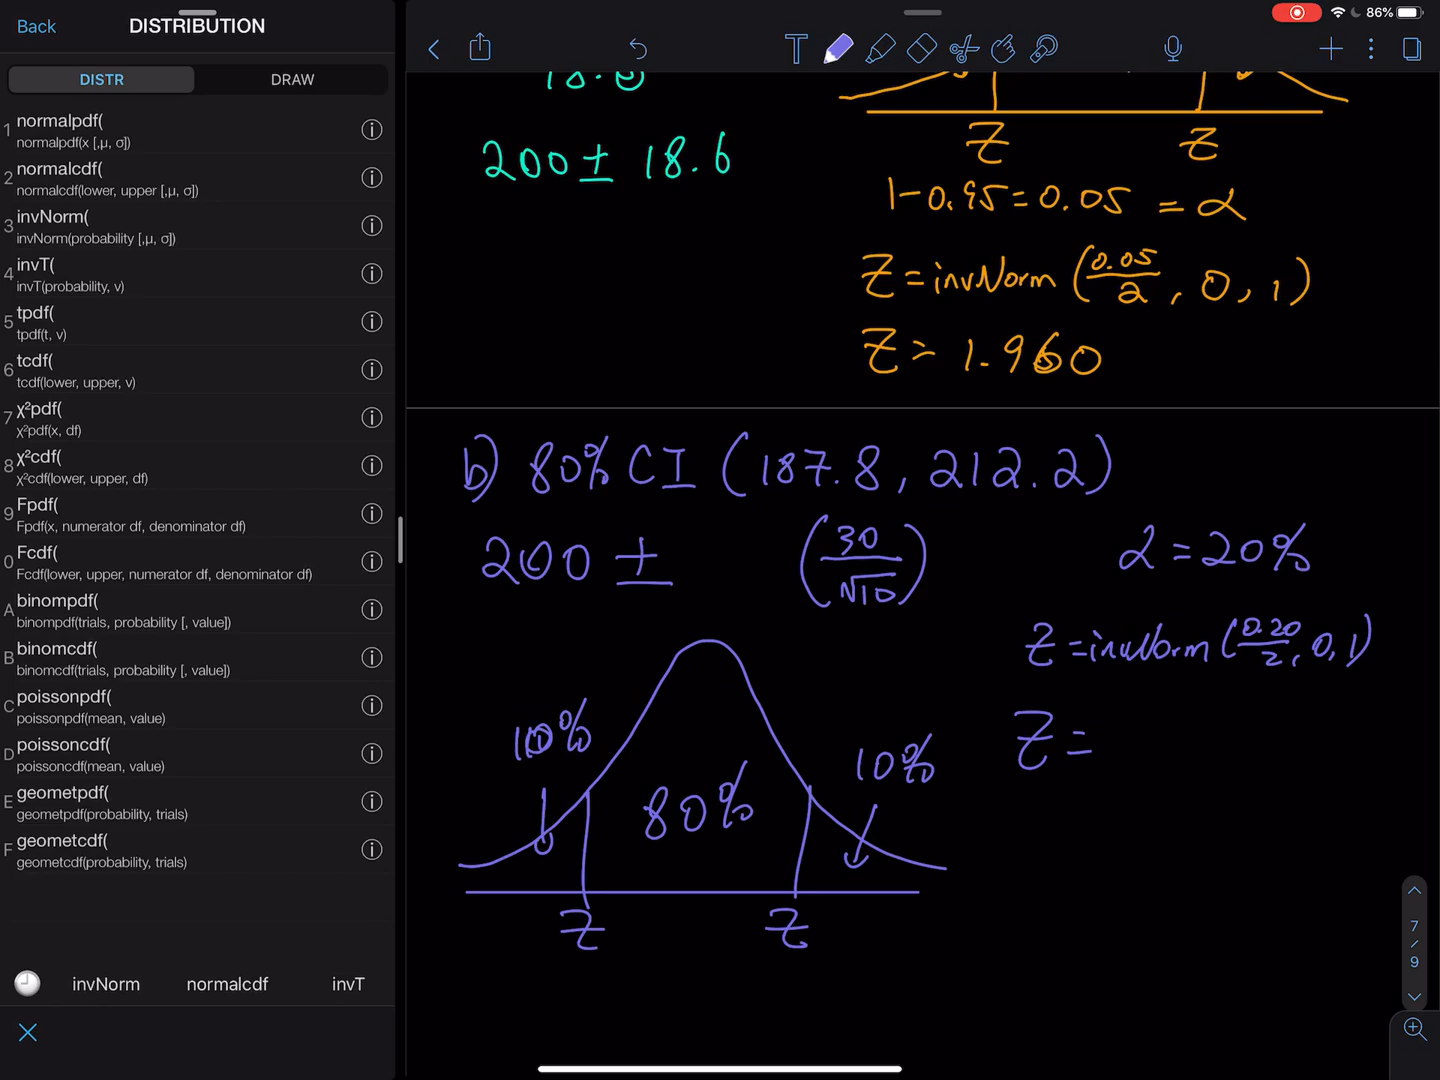 Back
DISTRIBUTION
DISTR
DRAW
1 normalpdf(
normalpdf(x [,μ, σ])
2 normalcdf(
normalcdf(lower, upper [,μ, σ])
3 invNorm(
invNorm(probability [,μ, σ])
4 invT(
invT(probability, ν)
5 tpdf(
tpdf(t, ν)
6 tcdf(
tcdf(lower, upper, ν)
7 χ²pdf(
χ²pdf(x, df)
8 χ²cdf(
χ²cdf(lower, upper, df)
9 Fpdf(
Fpdf(x, numerator df, denominator df)
0 Fcdf(
Fcdf(lower, upper, numerator df, denominator df)
A binompdf(
binompdf(trials, probability [, value])
B binomcdf(
binomcdf(trials, probability [, value])
C poissonpdf(
poissonpdf(mean, value)
D poissoncdf(
poissoncdf(mean, value)
E geometpdf(
geometpdf(probability, trials)
F geometcdf(
geometcdf(probability, trials)
invNorm normalcdf invT
86%
T
200 ± 18.6
Z Z
1-0.95=0.05 = α
Z = invNorm (0.05/2, 0, 1)
Z = 1.960
b) 80% CI (187.8, 212.2)
200 ± (30/√10)
α = 20%
Z = invNorm (0.20/2, 0, 1)
Z =
10%
80%
10%
Z Z
7
/
9